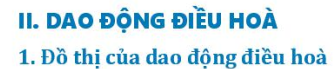 II. DAO ĐỘNG ĐIỀU HOÀ
1. Đồ thị của dao động điều hoà